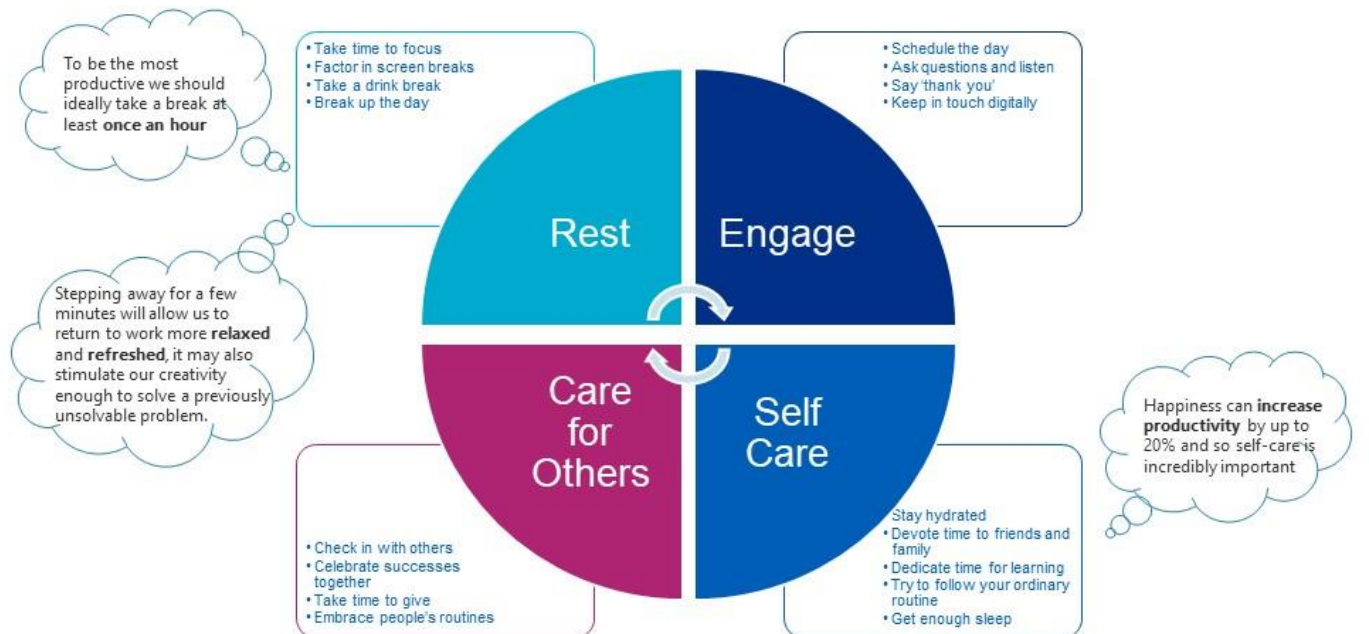 To be the most
productive we should
ideally take a break at
least once an hour
• Take time to focus
• Factor in screen breaks
• Take a drink break
• Break up the day
• Schedule the day
• Ask questions and listen
• Say ‘thank you’
• Keep in touch digitally
Rest
Engage
Stepping away for a few
minutes will allow us to
return to work more relaxed
and refreshed, it may also
stimulate our creativity
enough to solve a previously
unsolvable problem.
Care
for
Others
Self
Care
Happiness can increase
productivity by up to
20% and so self-care is
incredibly important
• Check in with others
• Celebrate successes
together
• Take time to give
• Embrace people's routines
Stay hydrated
• Devote time to friends and
family
• Dedicate time for learning
• Try to follow your ordinary
routine
• Get enough sleep